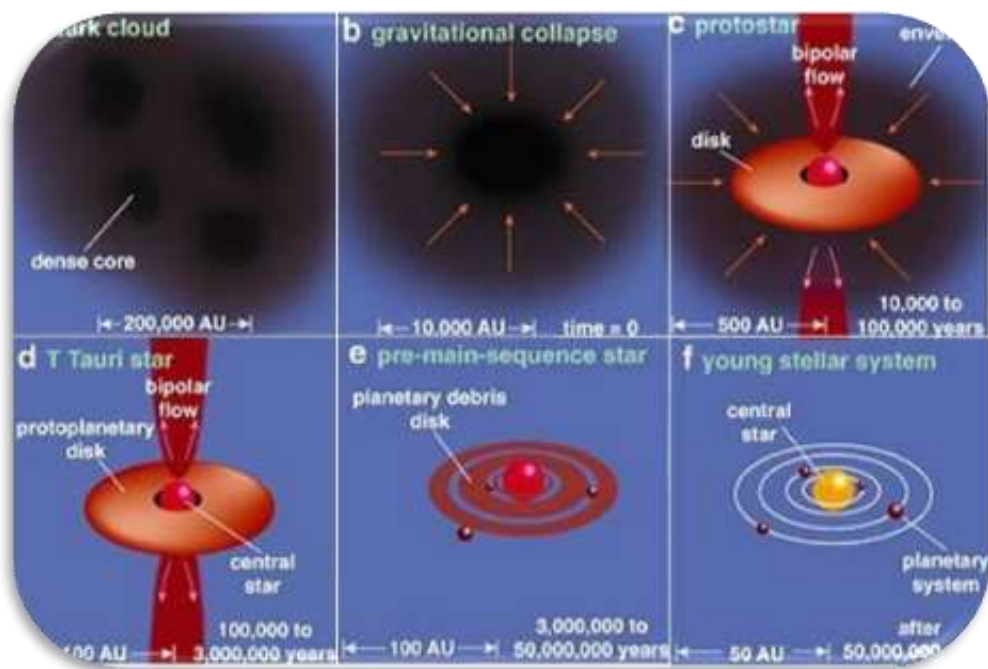 dark cloud
dense core
200,000 AU
b gravitational collapse
10,000 AU time = 0
c protostar
bipolar
flow
disk
10,000 to
500 AU 100,000 years
d T Tauri star
bipolar
flow
protoplanetary
disk
central
star
100,000 to
100 AU 3,000,000 years
e pre-main-sequence star
planetary debris
disk
3,000,000 to
100 AU 50,000,000 years
f young stellar system
central
star
planetary
system
after
50 AU 50,000,000